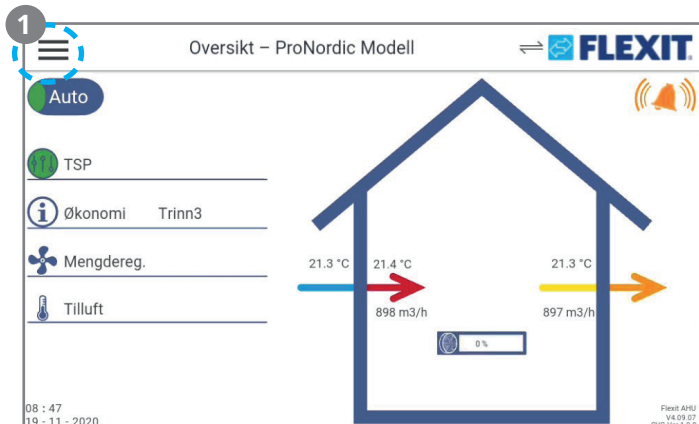 1
Oversikt – ProNordic Modell
FLEXIT.
Auto
TSP
Økonomi Trinn3
Mengdereg.
Tilluft
21.3 °C 21.4 °C
898 m3/h
21.3 °C
897 m3/h
0 %
08 : 47
19 - 11 - 2020
Flexit AHU
V4.09.07